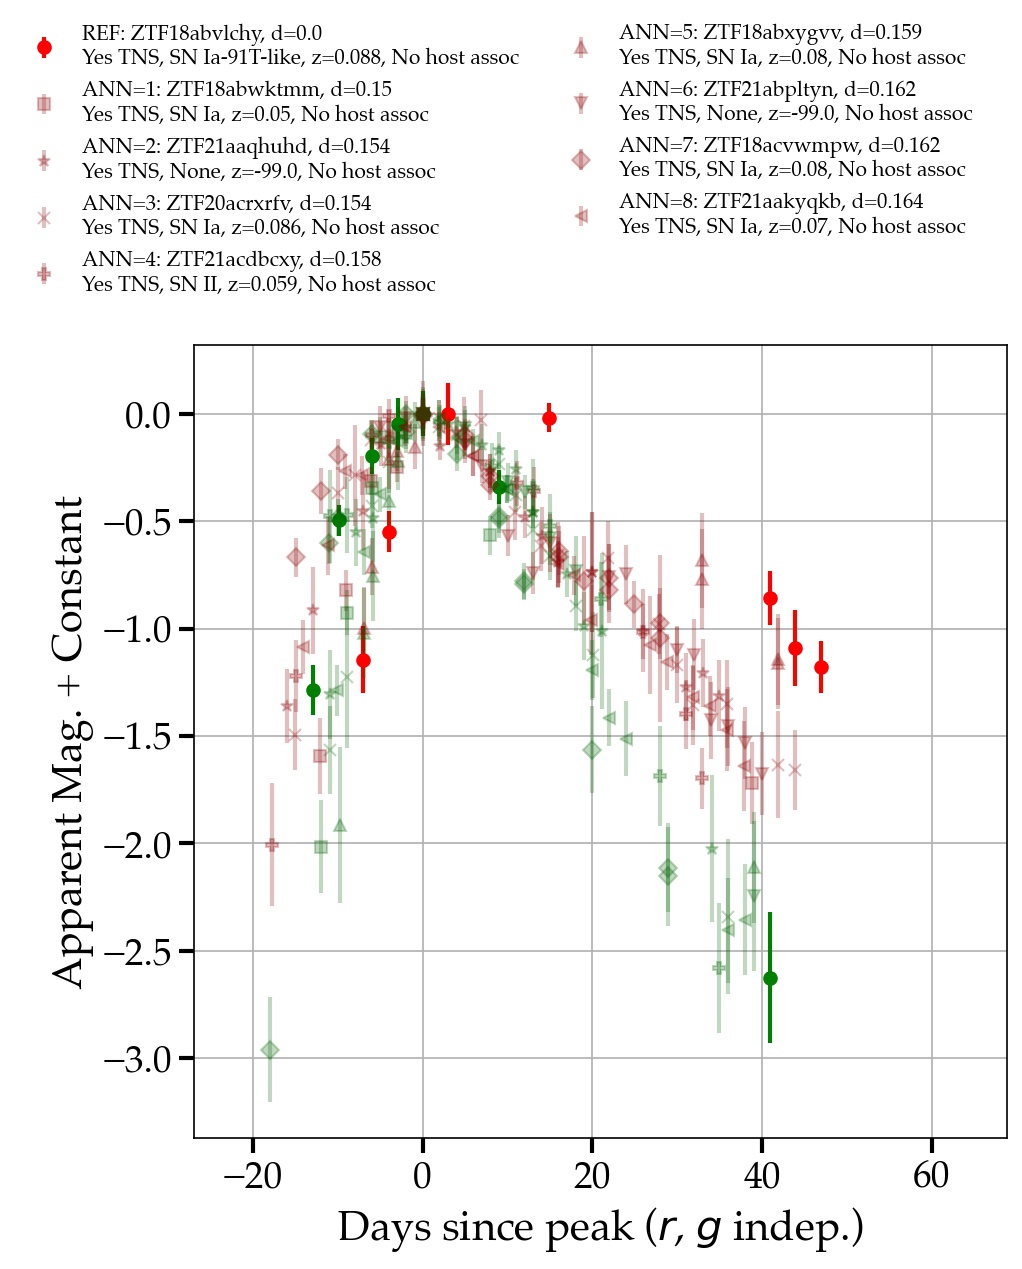 REF: ZTF18abvlchy, d=0.0
Yes TNS, SN Ia-91T-like, z=0.088, No host assoc
ANN=1: ZTF18abwktmm, d=0.15
Yes TNS, SN Ia, z=0.05, No host assoc
ANN=2: ZTF21aaqhuhd, d=0.154
Yes TNS, None, z=-99.0, No host assoc
ANN=3: ZTF20acrxrfv, d=0.154
Yes TNS, SN Ia, z=0.086, No host assoc
ANN=4: ZTF21acdbcxy, d=0.158
Yes TNS, SN II, z=0.059, No host assoc
ANN=5: ZTF18abxygvv, d=0.159
Yes TNS, SN Ia, z=0.08, No host assoc
ANN=6: ZTF21abpltyn, d=0.162
Yes TNS, None, z=-99.0, No host assoc
ANN=7: ZTF18acvwmpw, d=0.162
Yes TNS, SN Ia, z=0.08, No host assoc
ANN=8: ZTF21aakyqkb, d=0.164
Yes TNS, SN Ia, z=0.07, No host assoc
Apparent Mag. + Constant
0.0
−0.5
−1.0
−1.5
−2.0
−2.5
−3.0
−20 0 20 40 60
Days since peak (r, g indep.)